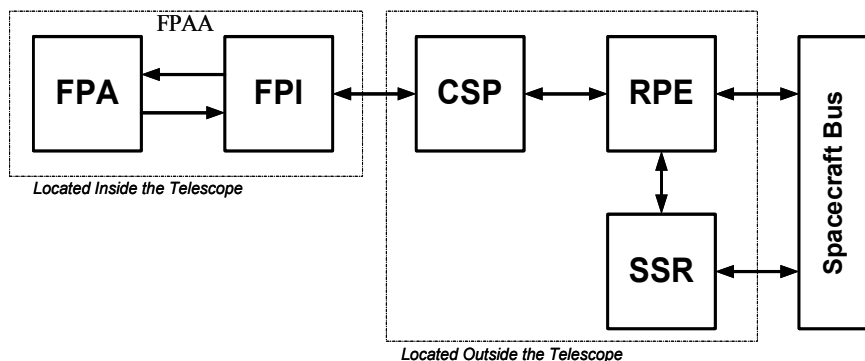 FPAA
FPA
FPI
CSP
RPE
Spacecraft Bus
Located Inside the Telescope
SSR
Located Outside the Telescope